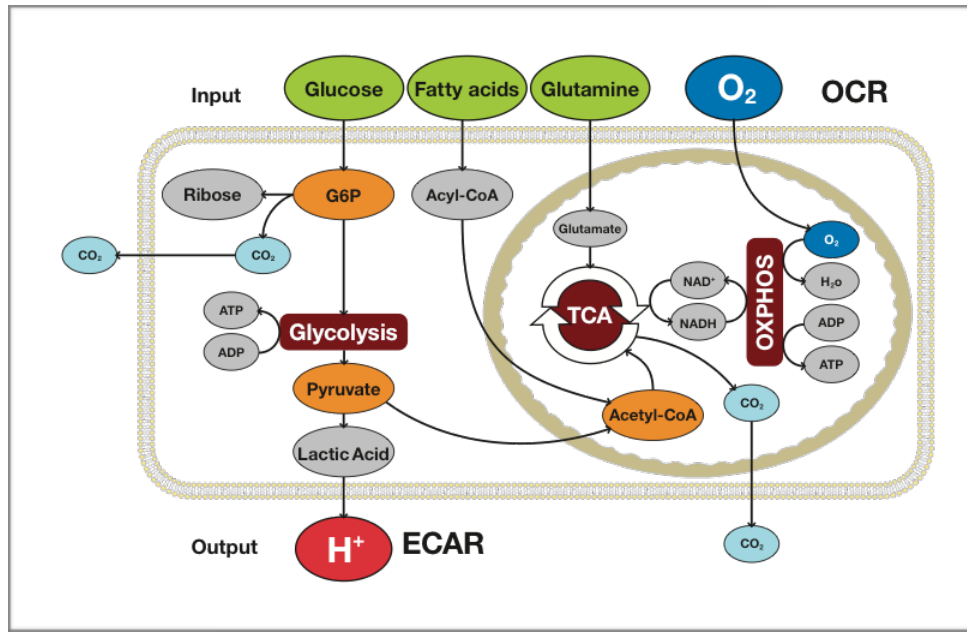 Input
Glucose
Fatty acids
Glutamine
O₂
OCR
Ribose
G6P
Acyl-CoA
Glutamate
O₂
CO₂
CO₂
NAD⁺
H₂o
OXPHOS
ATP
Glycolysis
TCA
NADH
ADP
ADP
ATP
Pyruvate
Acetyl-CoA
CO₂
Lactic Acid
Output
H⁺
ECAR
CO₂